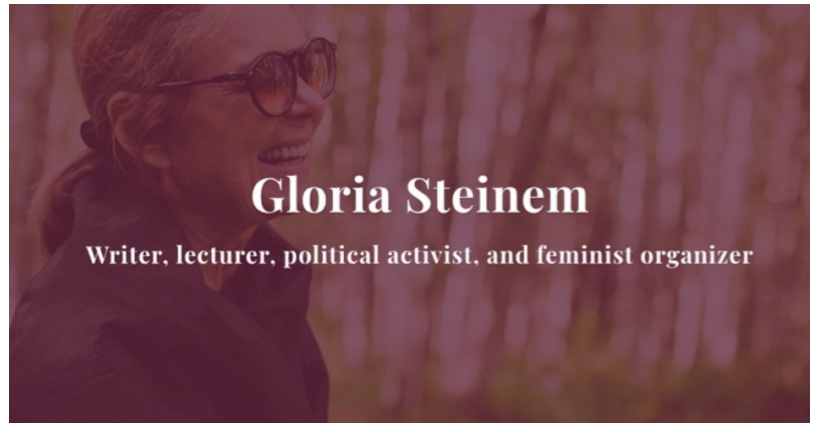 Gloria Steinem
Writer, lecturer, political activist, and feminist organizer